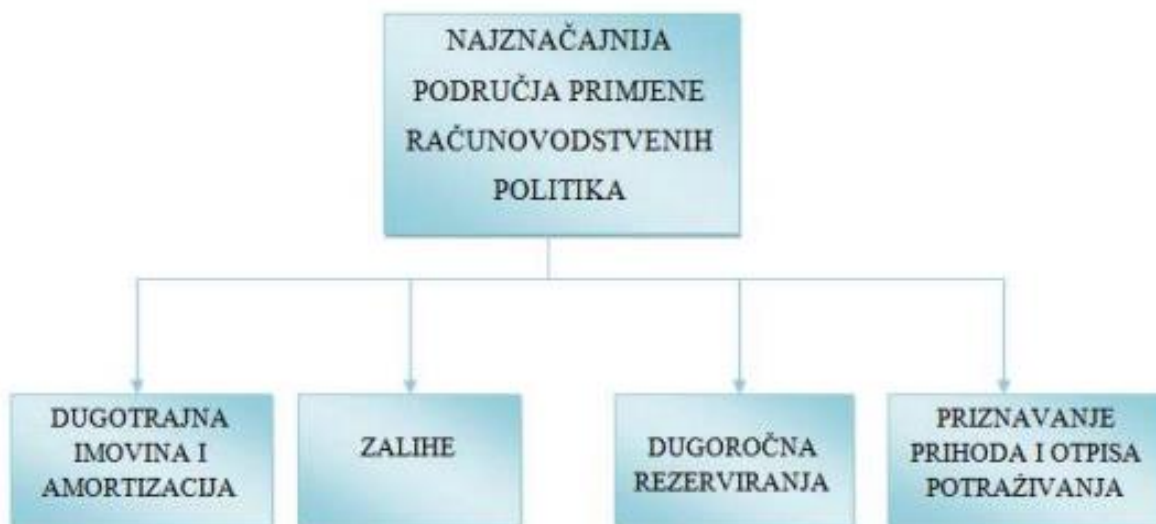 NAJZNAČAJNIJA
PODRUČJA PRIMJENE
RAČUNOVODSTVENIH
POLITIKA
DUGOTRAJNA
IMOVINA I
AMORTIZACIJA
ZALIHE
DUGOROČNA
REZERVIRANJA
PRIZNAVANJE
PRIHODA I OTPISA
POTRAŽIVANJA